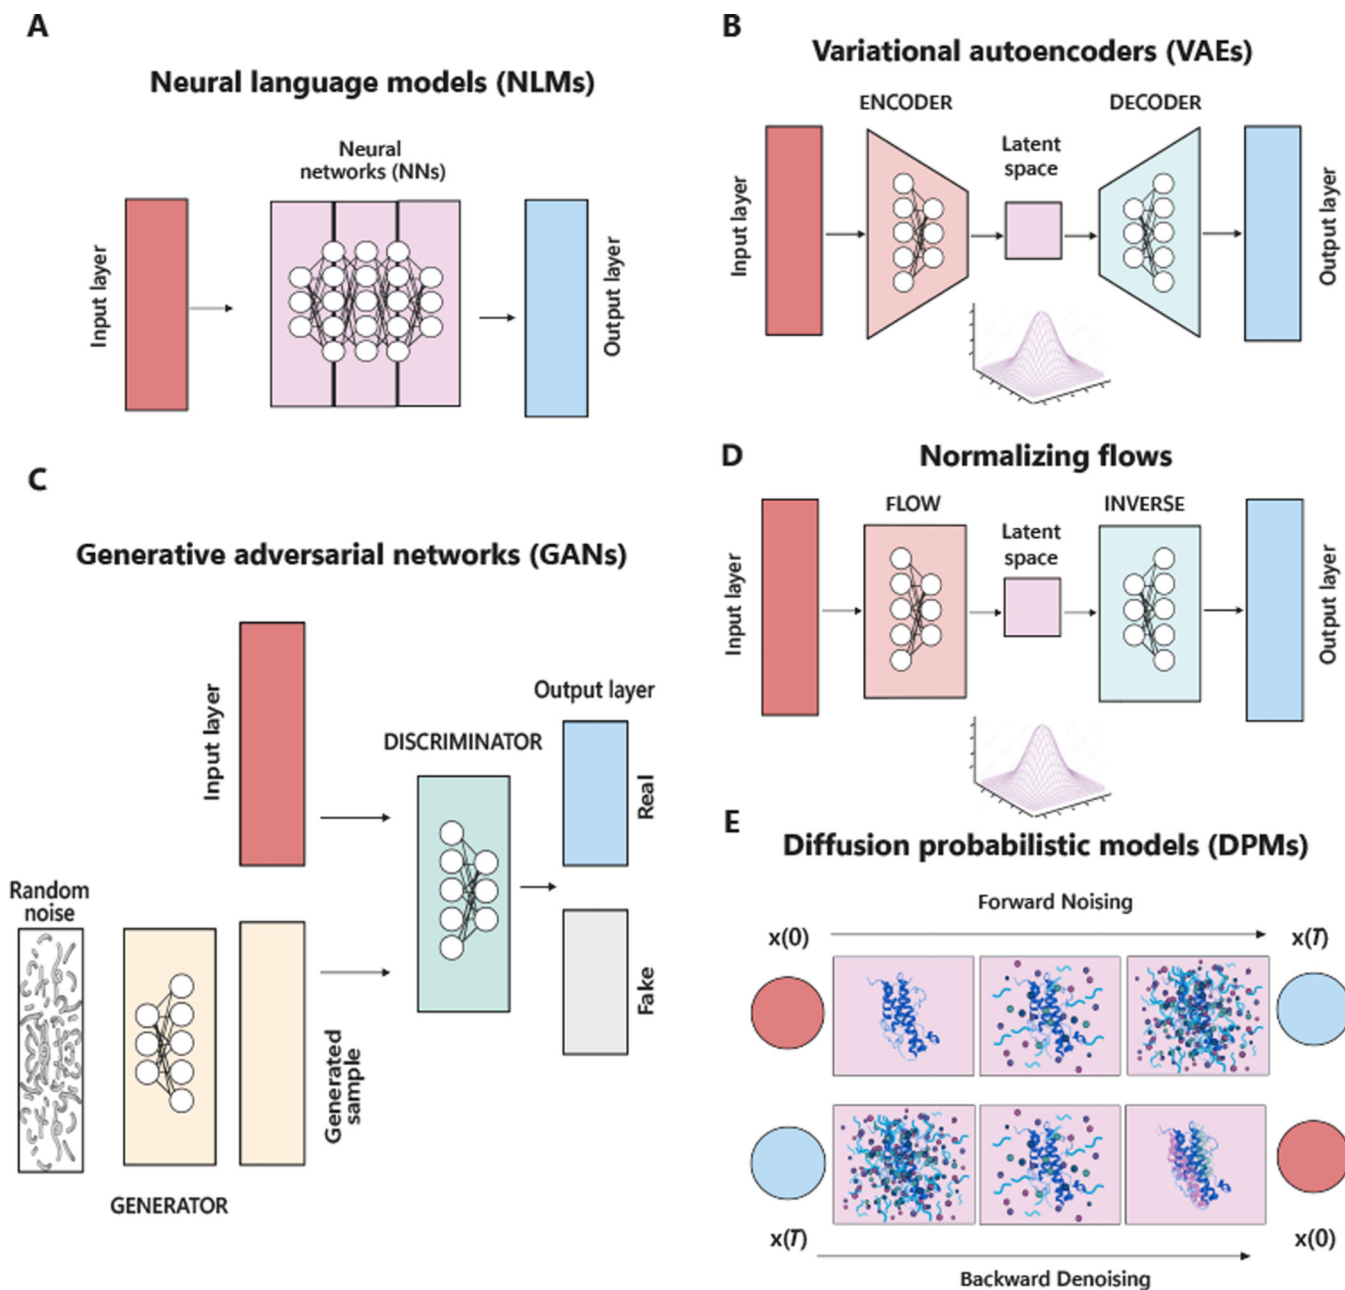 A
Neural language models (NLMs)
Neural
networks (NNs)
Input layer
Output layer
B
Variational autoencoders (VAEs)
ENCODER
DECODER
Latent
space
Input layer
Output layer
C
Generative adversarial networks (GANs)
Input layer
Output layer
DISCRIMINATOR
Real
Fake
Random
noise
Generated
sample
GENERATOR
D
Normalizing flows
FLOW
INVERSE
Latent
space
Input layer
Output layer
E
Diffusion probabilistic models (DPMs)
Forward Noising
x(0)
x(T)
x(T)
x(0)
Backward Denoising